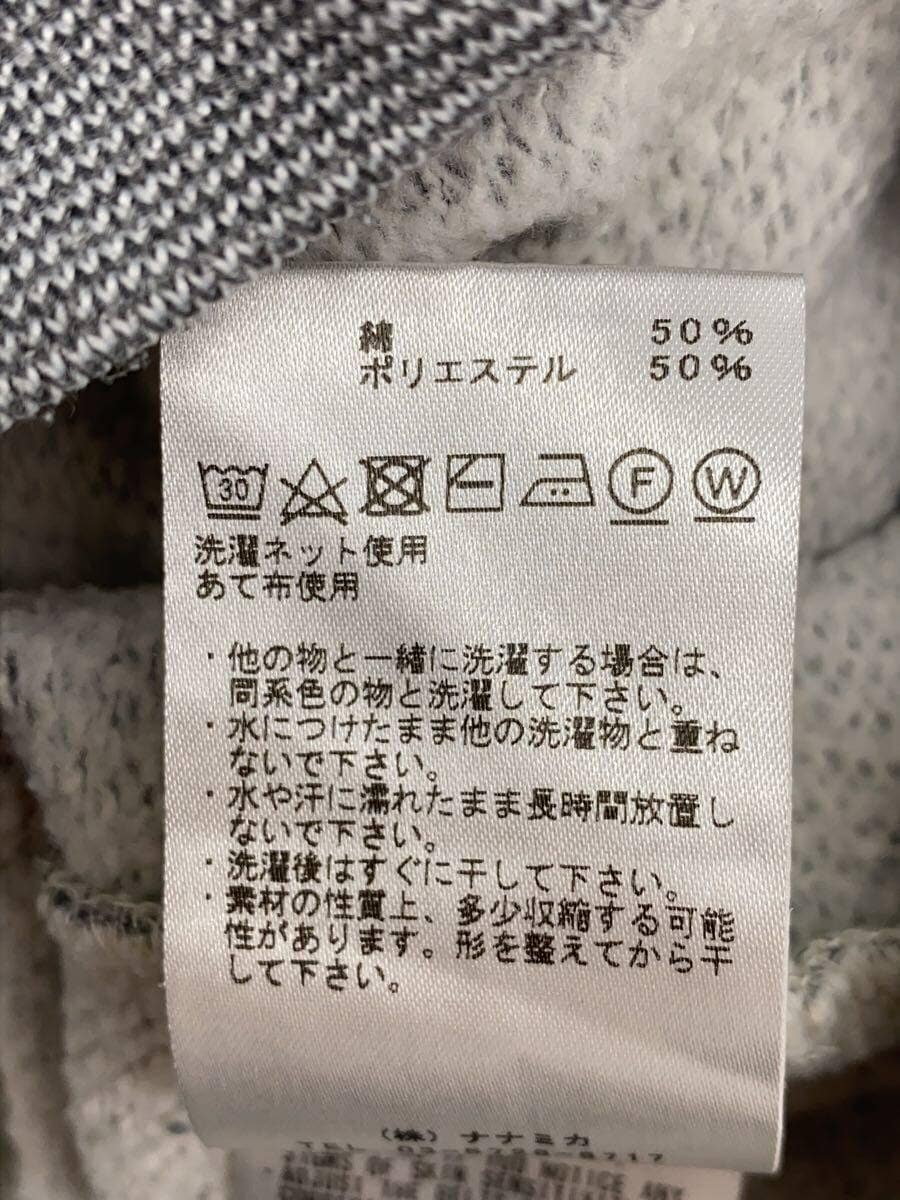 綿 50%
ポリエステル 50%
30 F W
洗濯ネット使用
あて布使用
・他の物と一緒に洗濯する場合は、
同系色の物と洗濯して下さい。
・水につけたまま他の洗濯物と重ね
ないで下さい。
・水や汗に濡れたまま長時間放置し
ないで下さい。
・洗濯後はすぐに干して下さい。
・素材の性質上、多少収縮する可能
性があります。形を整えてから干
して下さい。
(株) ナナミカ
TEL
OF SKIN AND NOTICE ANY